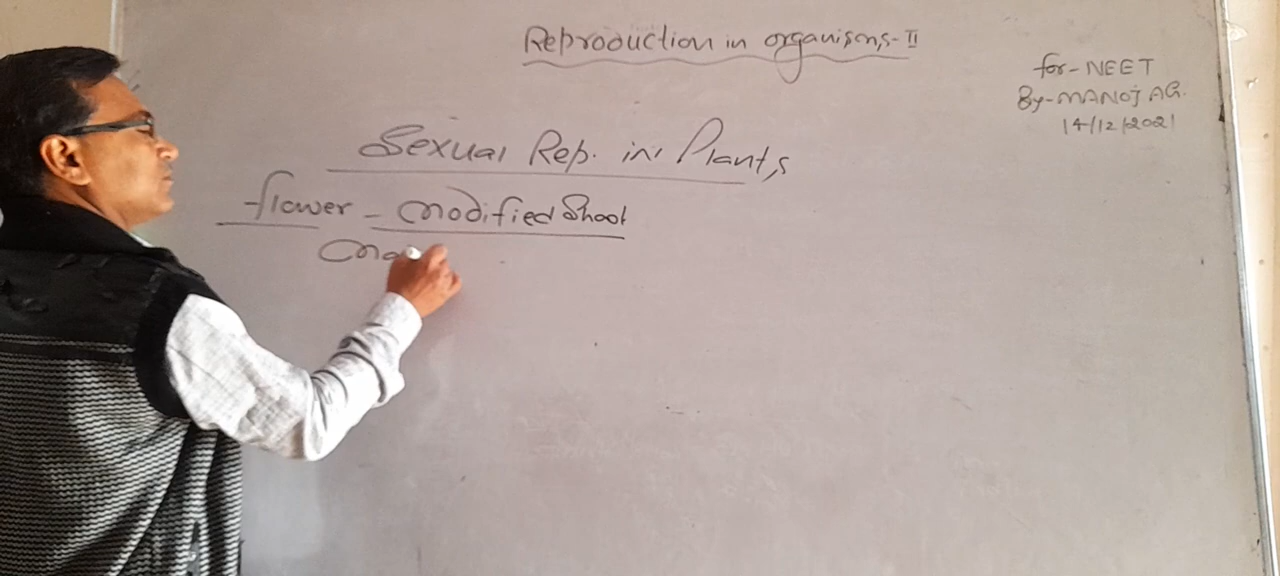 Reproduction in organisms-II
for-NEET
By-MANOJ AG.
14/12/2021
Sexual Rep. in Plants
flower - modified Shoot